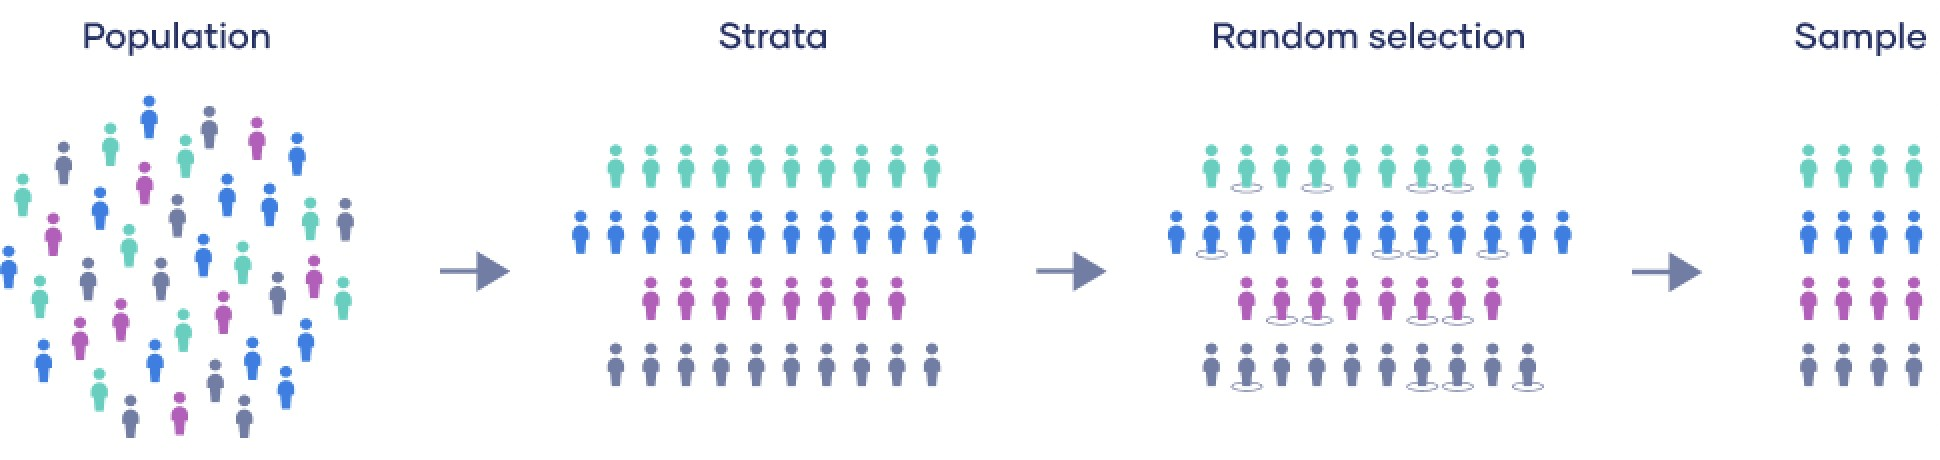 Population
Strata
Random selection
Sample